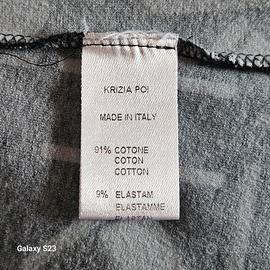 KRIZIA POI
MADE IN ITALY
91% COTONE
COTON
COTTON
9% ELASTAM
ELASTAMME
Galaxy S23